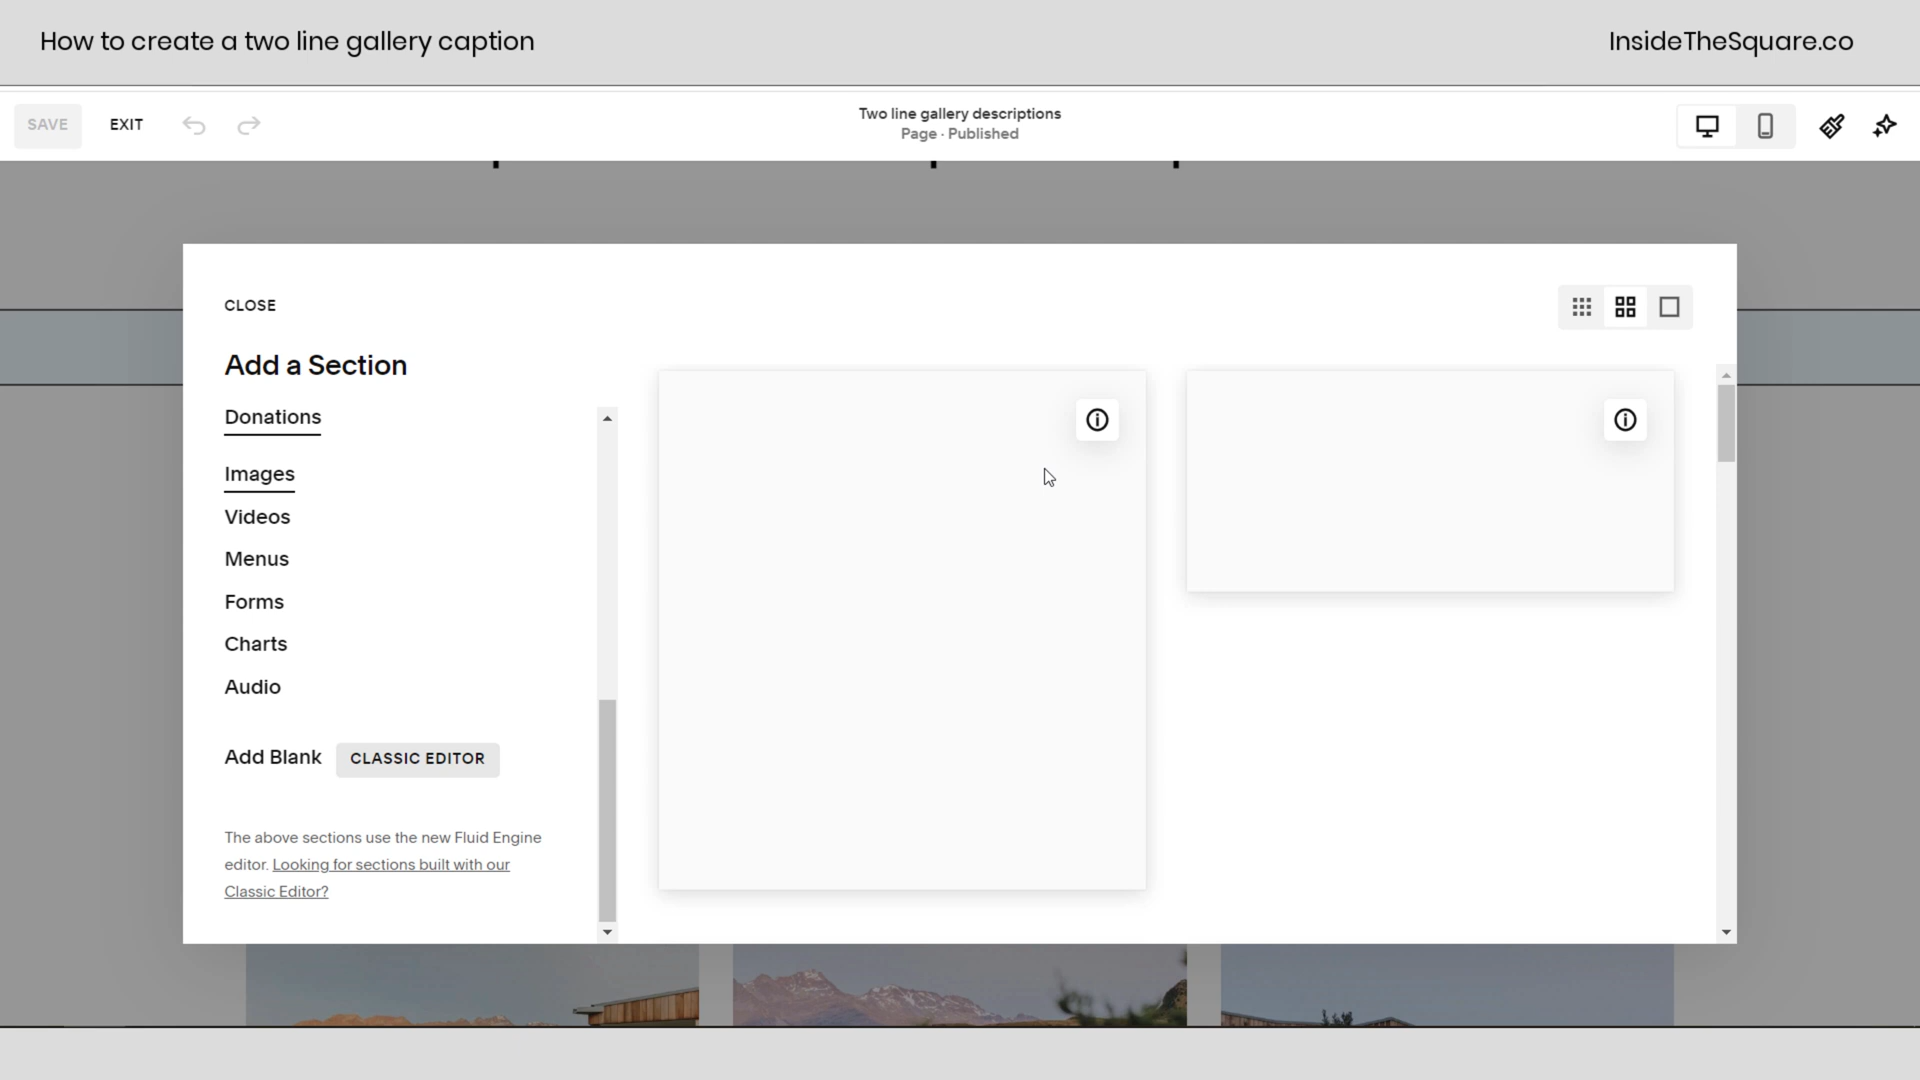 How to create a two line gallery caption
InsideTheSquare.co
SAVE
EXIT
Two line gallery descriptions
Page · Published
CLOSE
Add a Section
Donations
Images
Videos
Menus
Forms
Charts
Audio
Add Blank
CLASSIC EDITOR
The above sections use the new Fluid Engine
editor. Looking for sections built with our
Classic Editor?